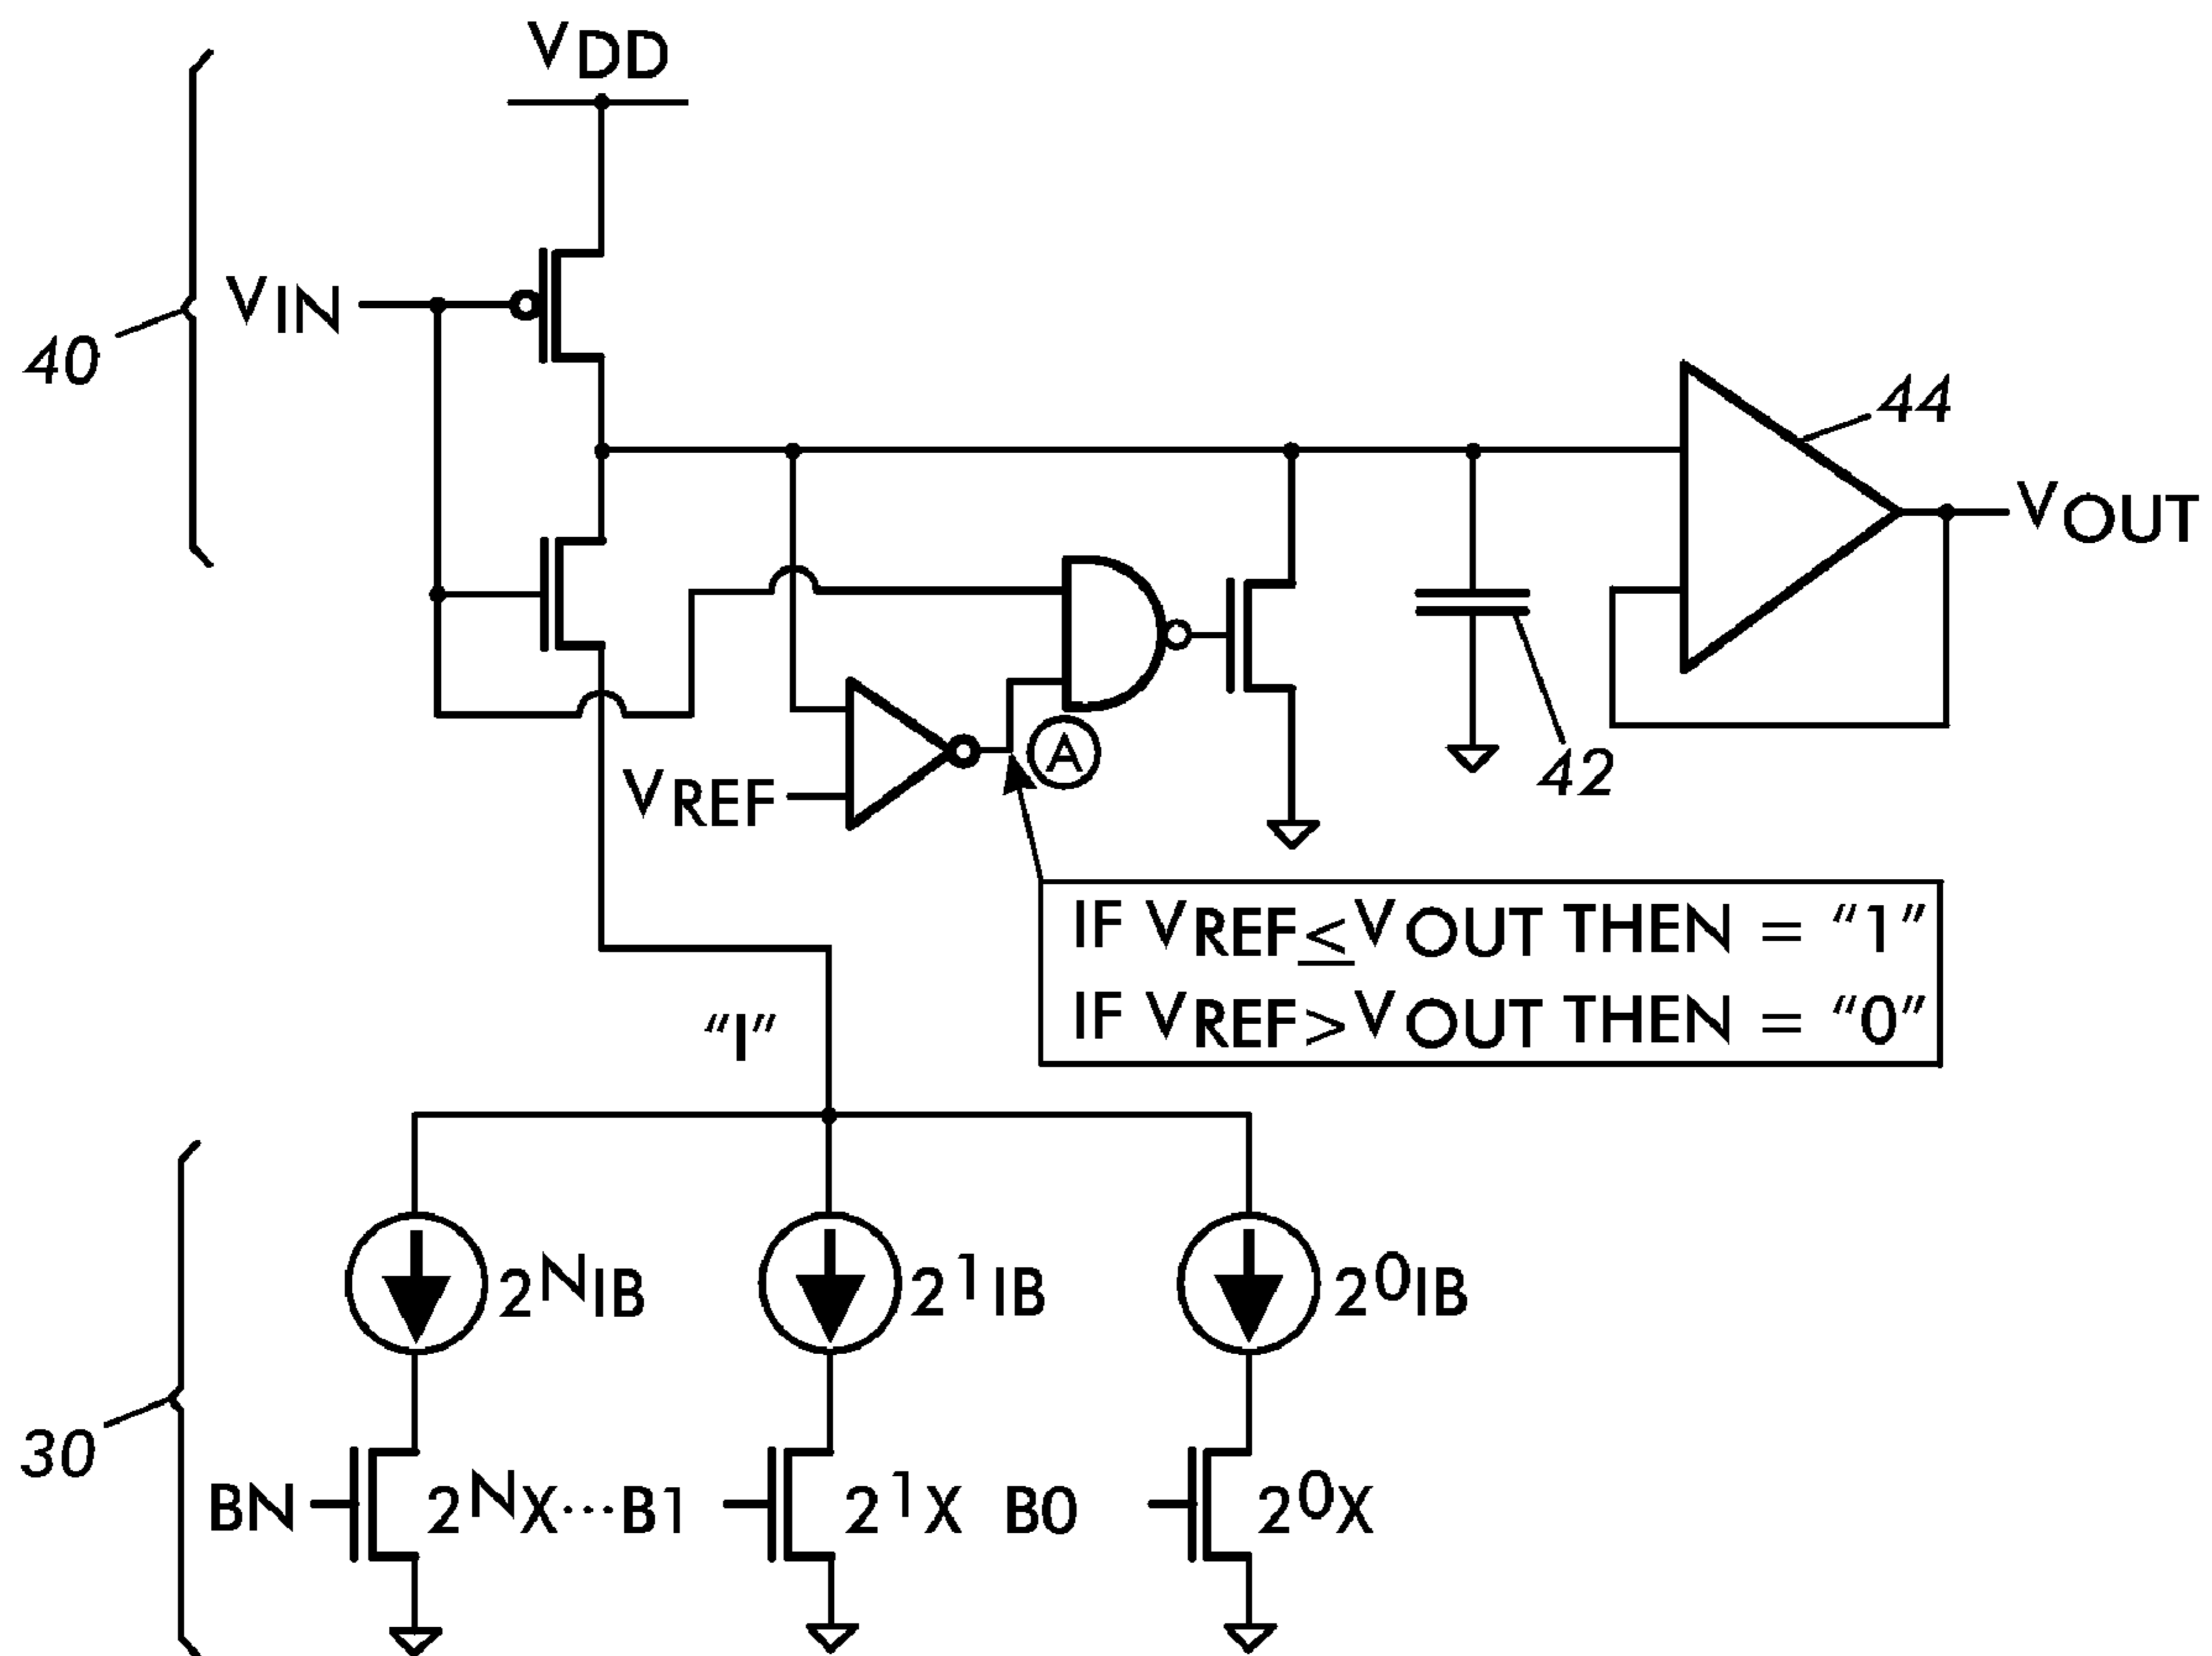 VDD
40
VIN
44
VOUT
A
42
VREF
IF VREF≤VOUT THEN = “1”
IF VREF>VOUT THEN = “0”
“I”
2NIB
21IB
20IB
30
BN
2NX···B1
21X B0
20X